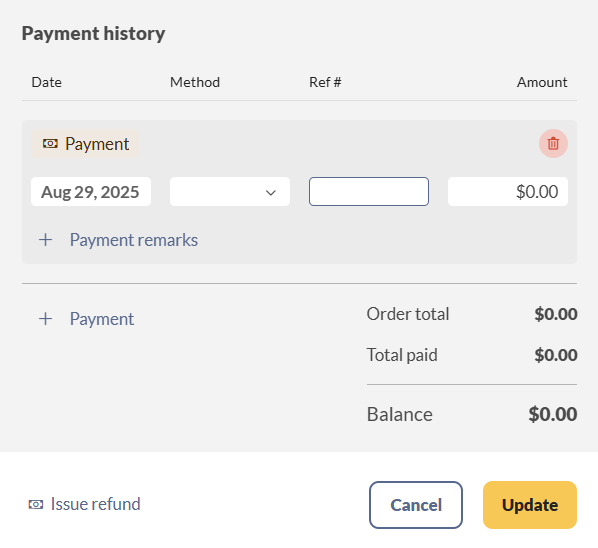 Payment history
Date Method Ref # Amount
Payment
Aug 29, 2025 $0.00
+ Payment remarks
+ Payment
Order total $0.00
Total paid $0.00
Balance $0.00
Issue refund Cancel Update